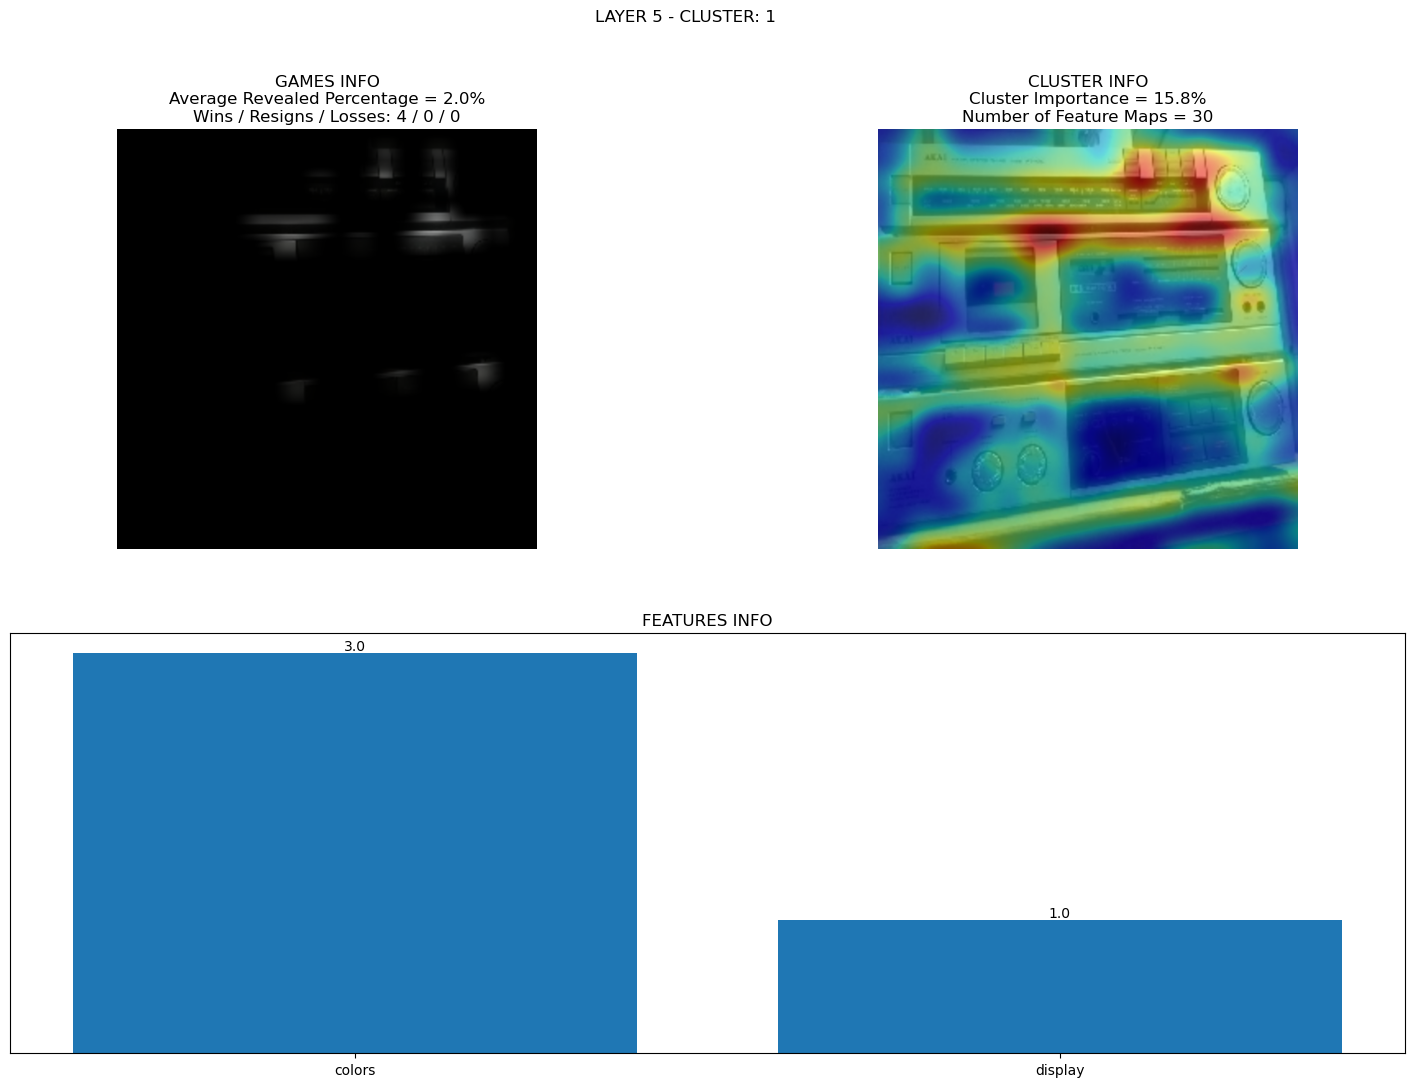 LAYER 5 - CLUSTER: 1
GAMES INFO
Average Revealed Percentage = 2.0%
Wins / Resigns / Losses: 4 / 0 / 0
CLUSTER INFO
Cluster Importance = 15.8%
Number of Feature Maps = 30
AKAI
FEATURES INFO
3.0
1.0
colors
display